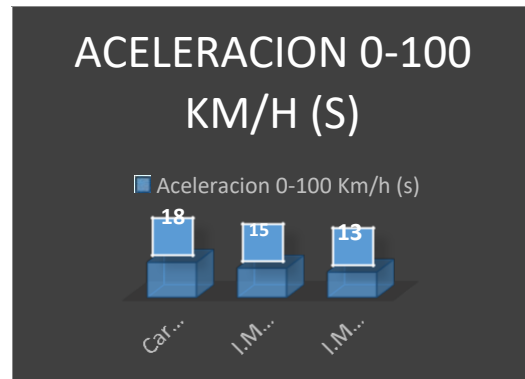 ACELERACION 0-100
KM/H (S)
Aceleracion 0-100 Km/h (s)
18
15
13
Car...
I.M...
I.M...